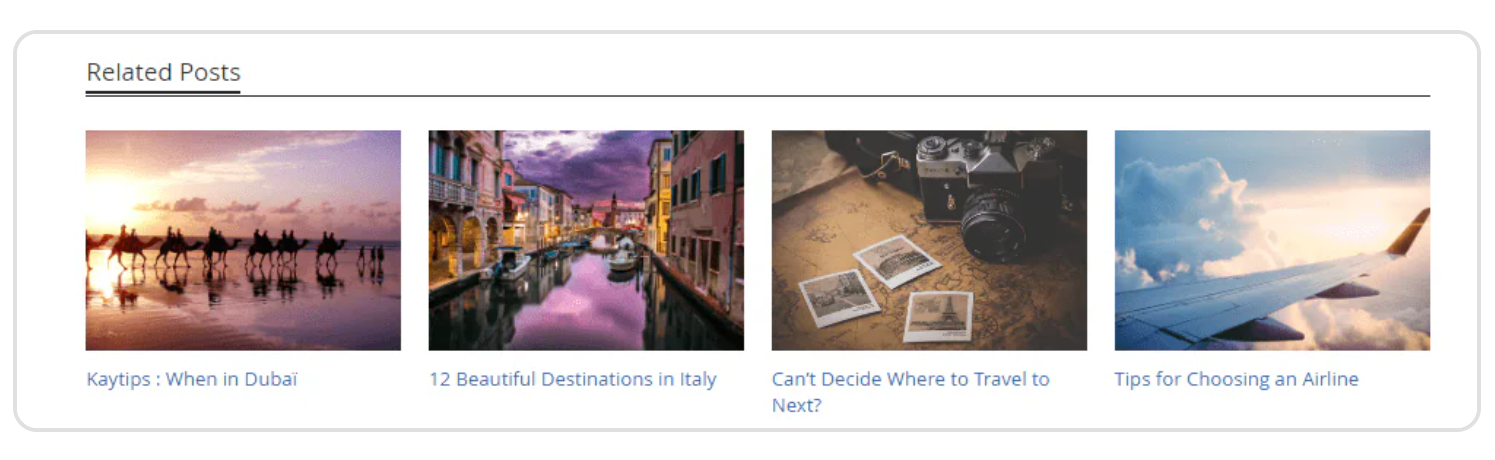 Related Posts
Kaytips : When in Dubaï
12 Beautiful Destinations in Italy
Can't Decide Where to Travel to
Next?
Tips for Choosing an Airline